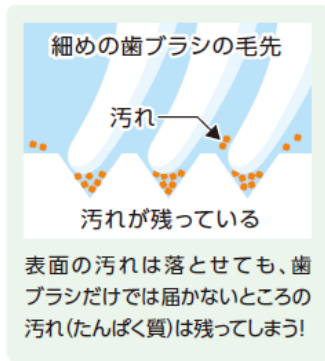 細めの歯ブラシの毛先
汚れ
汚れが残っている
表面の汚れは落とせても、歯
ブラシだけでは届かないところの
汚れ(たんぱく質)は残ってしまう!